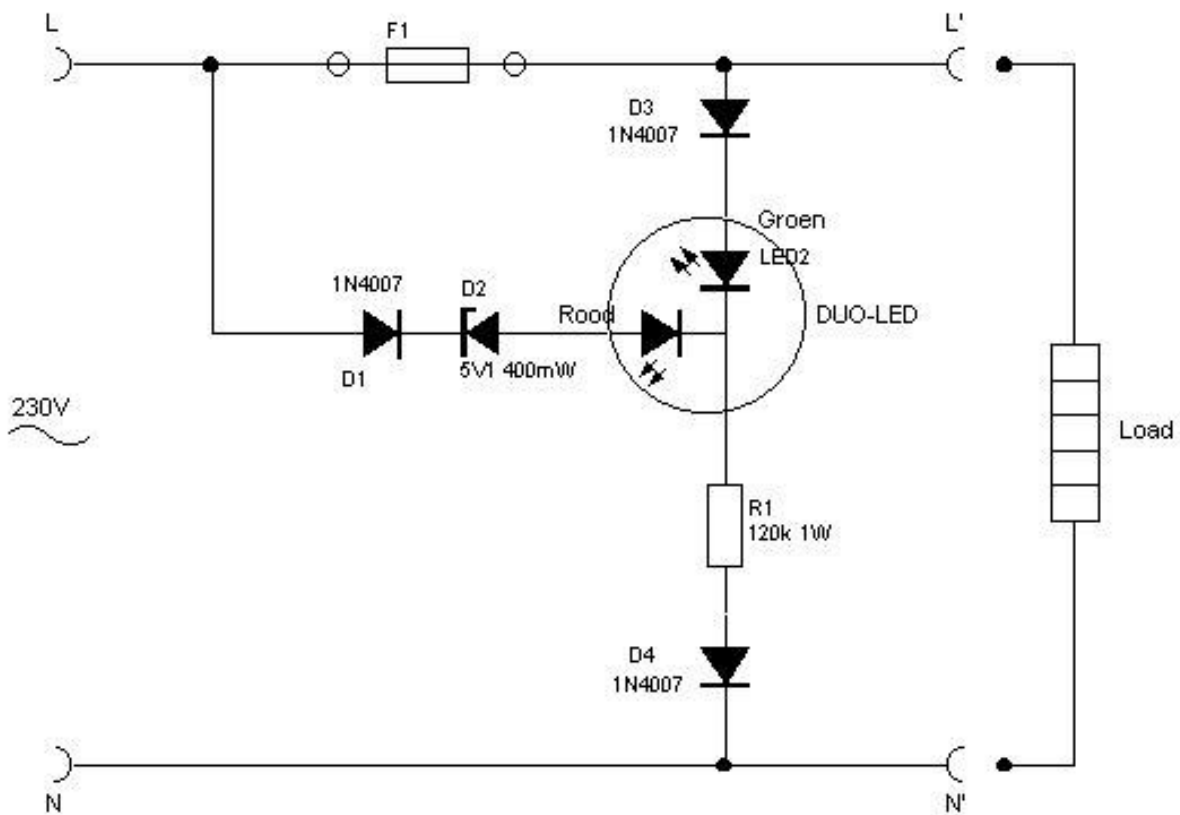 L
F1
L'
D3
1N4007
Groen
LED2
1N4007
D2
Rood
DUO-LED
D1
5V1 400mW
230V
Load
R1
120k 1W
D4
1N4007
N
N'